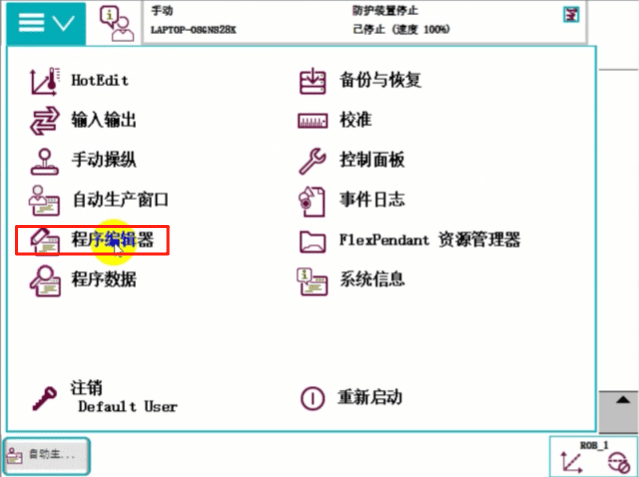 手动
LAPTOP-OSGNS28K
防护装置停止
己停止 (速度 100%)
HotEdit
备份与恢复
输入输出
校准
手动操纵
控制面板
自动生产窗口
事件日志
程序编辑器
FlexPendant 资源管理器
程序数据
系统信息
注销
Default User
重新启动
自动生...
ROB_1